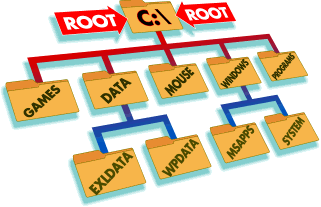 ROOT
C:\
ROOT
GAMES
DATA
MOUSE
WINDOWS
PROGRAMS
EXLDATA
WPDATA
MSAPPS
SYSTEM